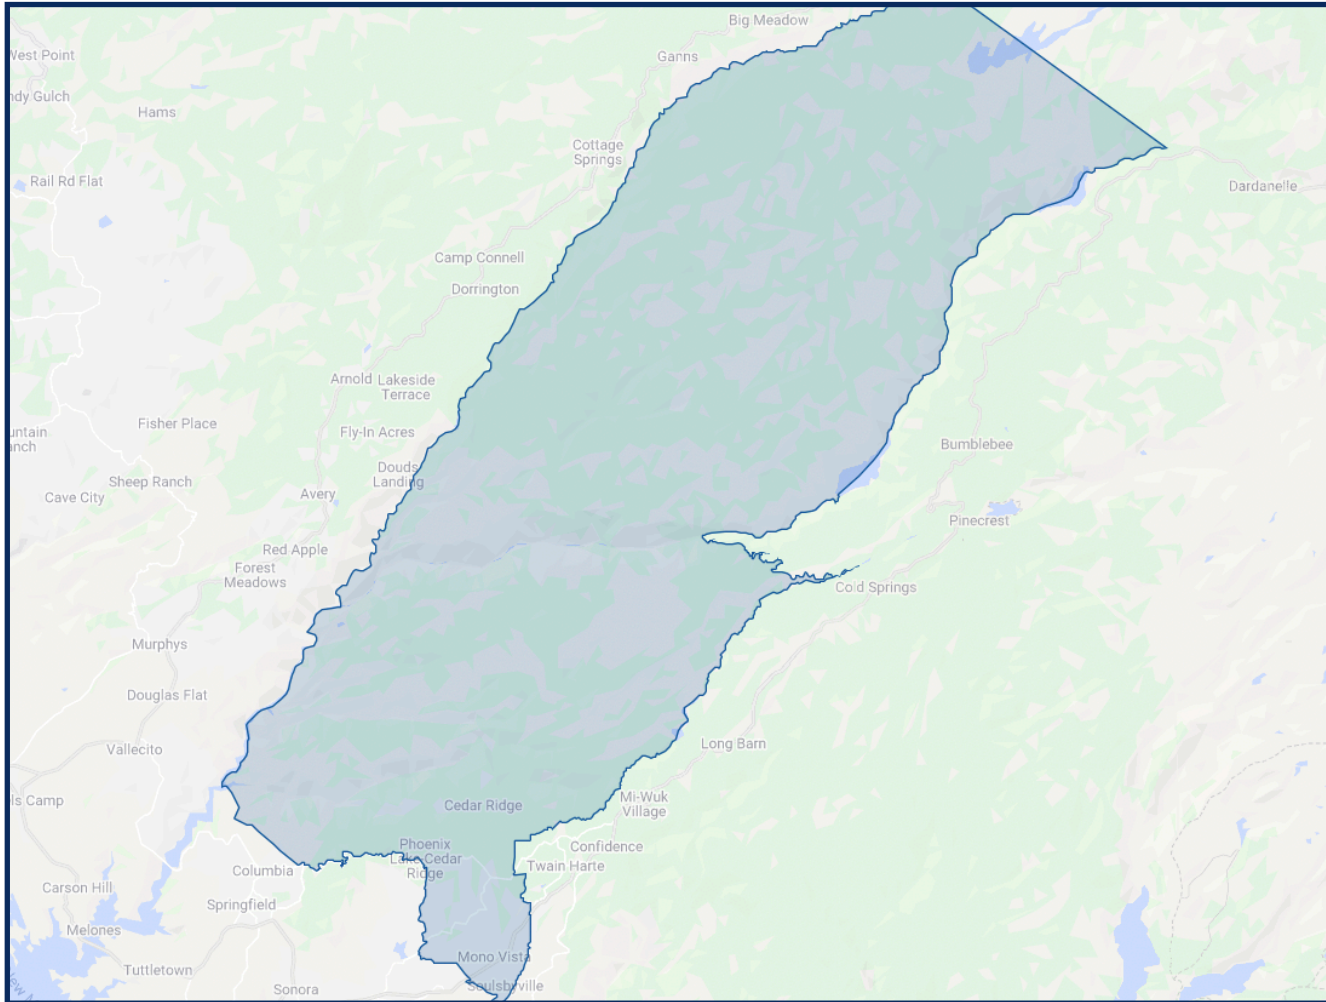 Big Meadow
West Point
Ganns
ndy Gulch
Hams
Cottage
Springs
Rail Rd Flat
Dardanelle
Camp Connell
Dorrington
Arnold
Lakeside
Terrace
Fisher Place
Fly-In Acres
untain
anch
Bumblebee
Douds
Landing
Sheep Ranch
Cave City
Avery
Pinecrest
Red Apple
Forest
Meadows
Cold Springs
Murphys
Douglas Flat
Vallecito
Long Barn
els Camp
Cedar Ridge
Mi-Wuk
Village
Phoenix
Lake-Cedar
Ridge
Confidence
Columbia
Twain Harte
Carson Hill
Springfield
Melones
Mono Vista
Tuttletown
Soulsbyville
Sonora